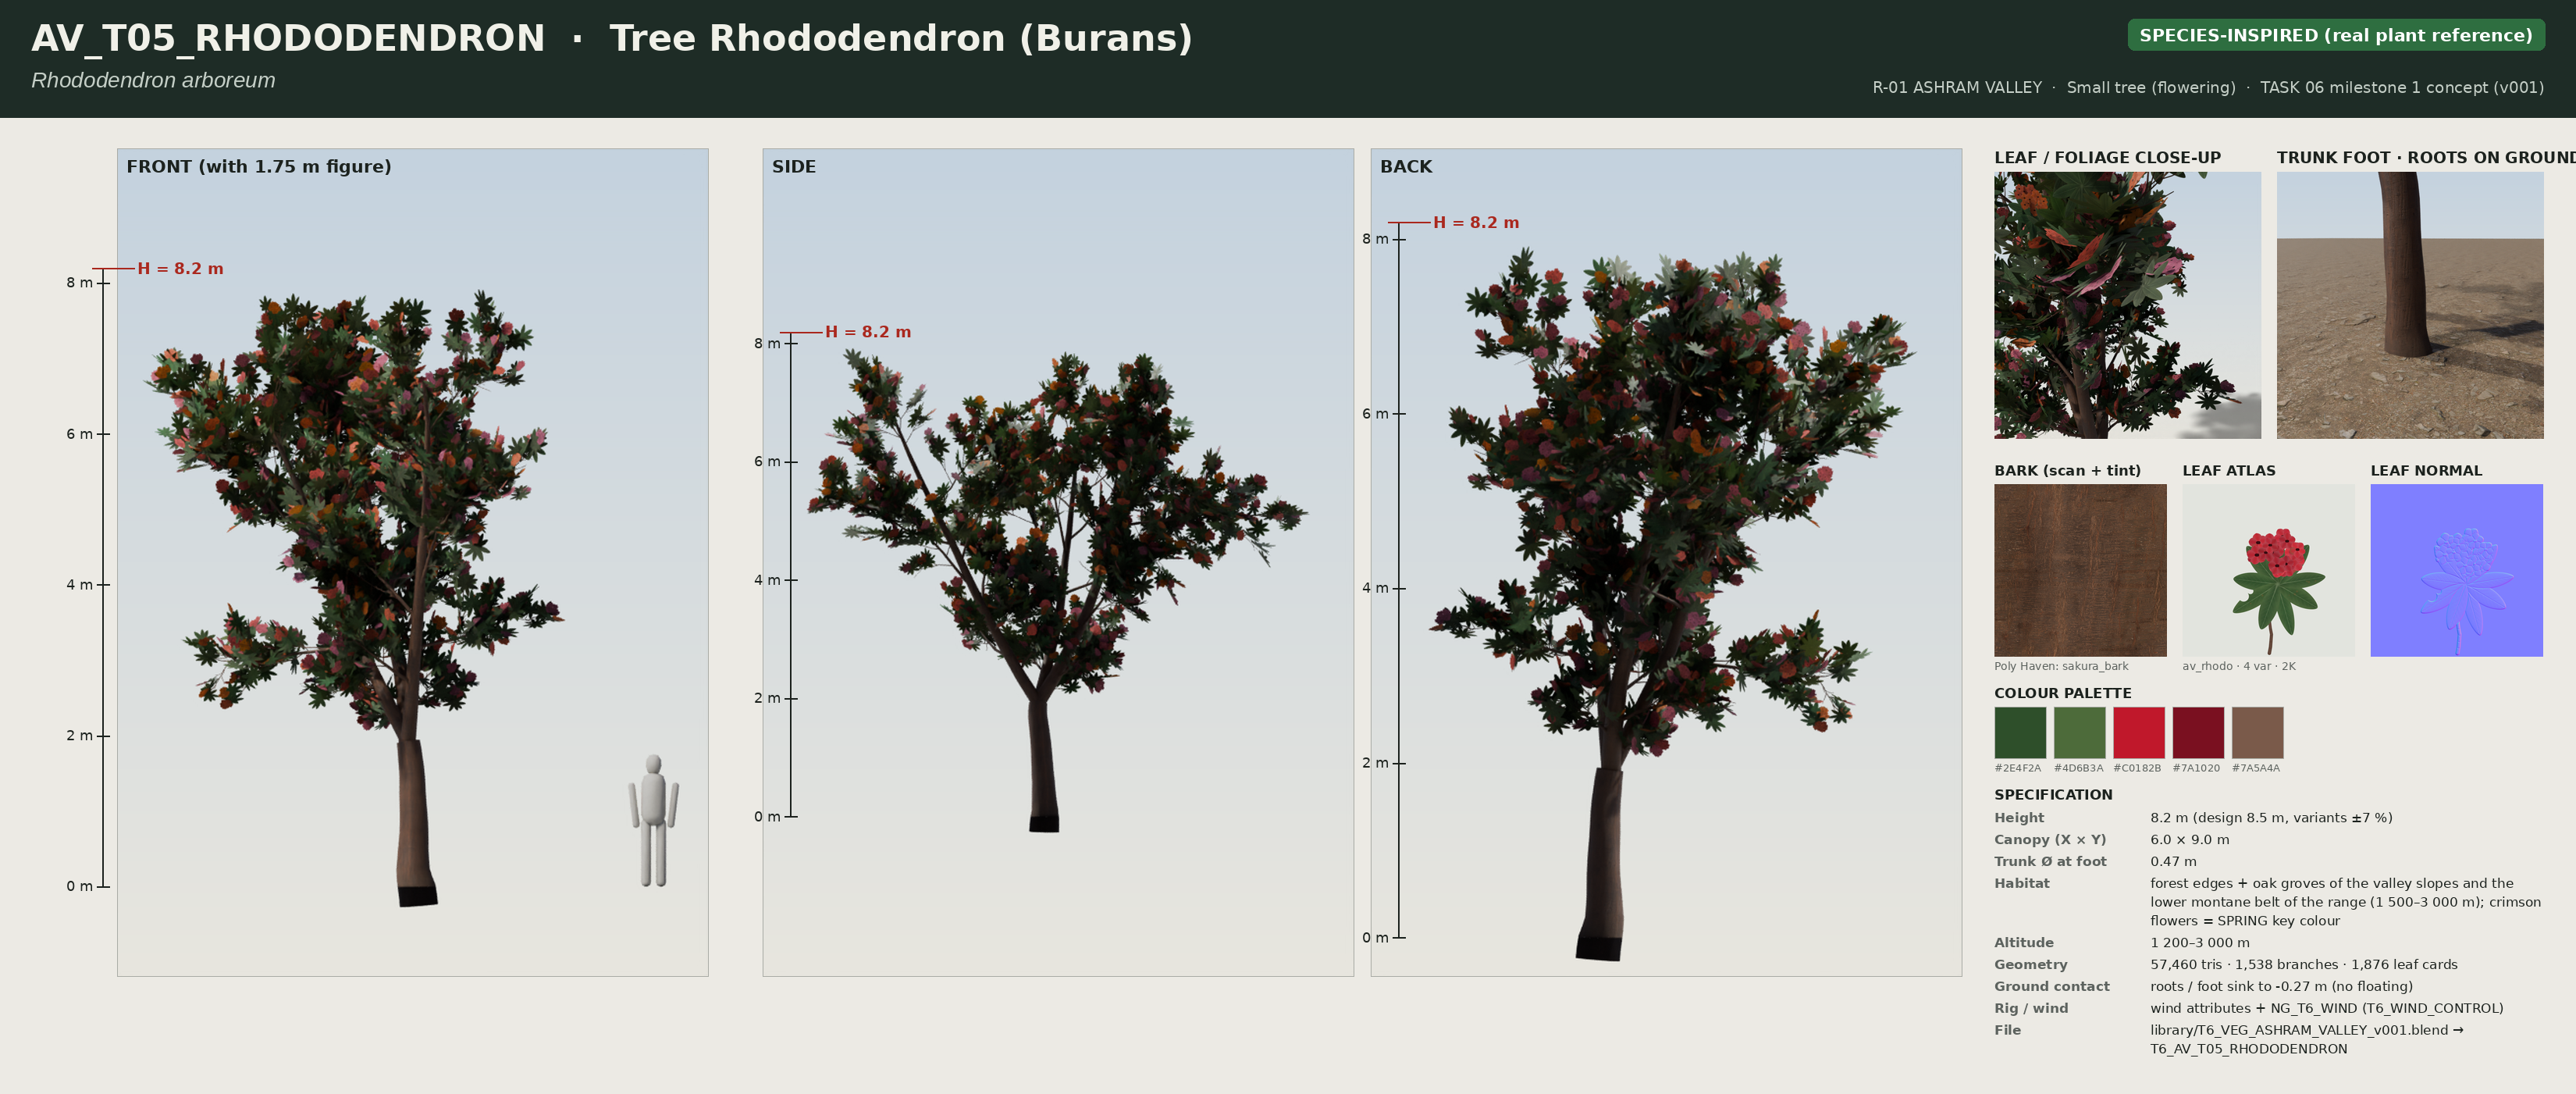 AV_T05_RHODODENDRON · Tree Rhododendron (Burans)
Rhododendron arboreum
SPECIES-INSPIRED (real plant reference)
R-01 ASHRAM VALLEY · Small tree (flowering) · TASK 06 milestone 1 concept (v001)
FRONT (with 1.75 m figure)
H = 8.2 m
8 m
6 m
4 m
2 m
0 m
SIDE
H = 8.2 m
8 m
6 m
4 m
2 m
0 m
BACK
H = 8.2 m
8 m
6 m
4 m
2 m
0 m
LEAF / FOLIAGE CLOSE-UP
TRUNK FOOT · ROOTS ON GROUND
BARK (scan + tint)
LEAF ATLAS
LEAF NORMAL
Poly Haven: sakura_bark
av_rhodo · 4 var · 2K
COLOUR PALETTE
#2E4F2A #4D6B3A #C0182B #7A1020 #7A5A4A
SPECIFICATION
Height 8.2 m (design 8.5 m, variants ±7 %)
Canopy (X × Y) 6.0 × 9.0 m
Trunk Ø at foot 0.47 m
Habitat forest edges + oak groves of the valley slopes and the
lower montane belt of the range (1 500–3 000 m); crimson
flowers = SPRING key colour
Altitude 1 200–3 000 m
Geometry 57,460 tris · 1,538 branches · 1,876 leaf cards
Ground contact roots / foot sink to -0.27 m (no floating)
Rig / wind wind attributes + NG_T6_WIND (T6_WIND_CONTROL)
File library/T6_VEG_ASHRAM_VALLEY_v001.blend →
T6_AV_T05_RHODODENDRON